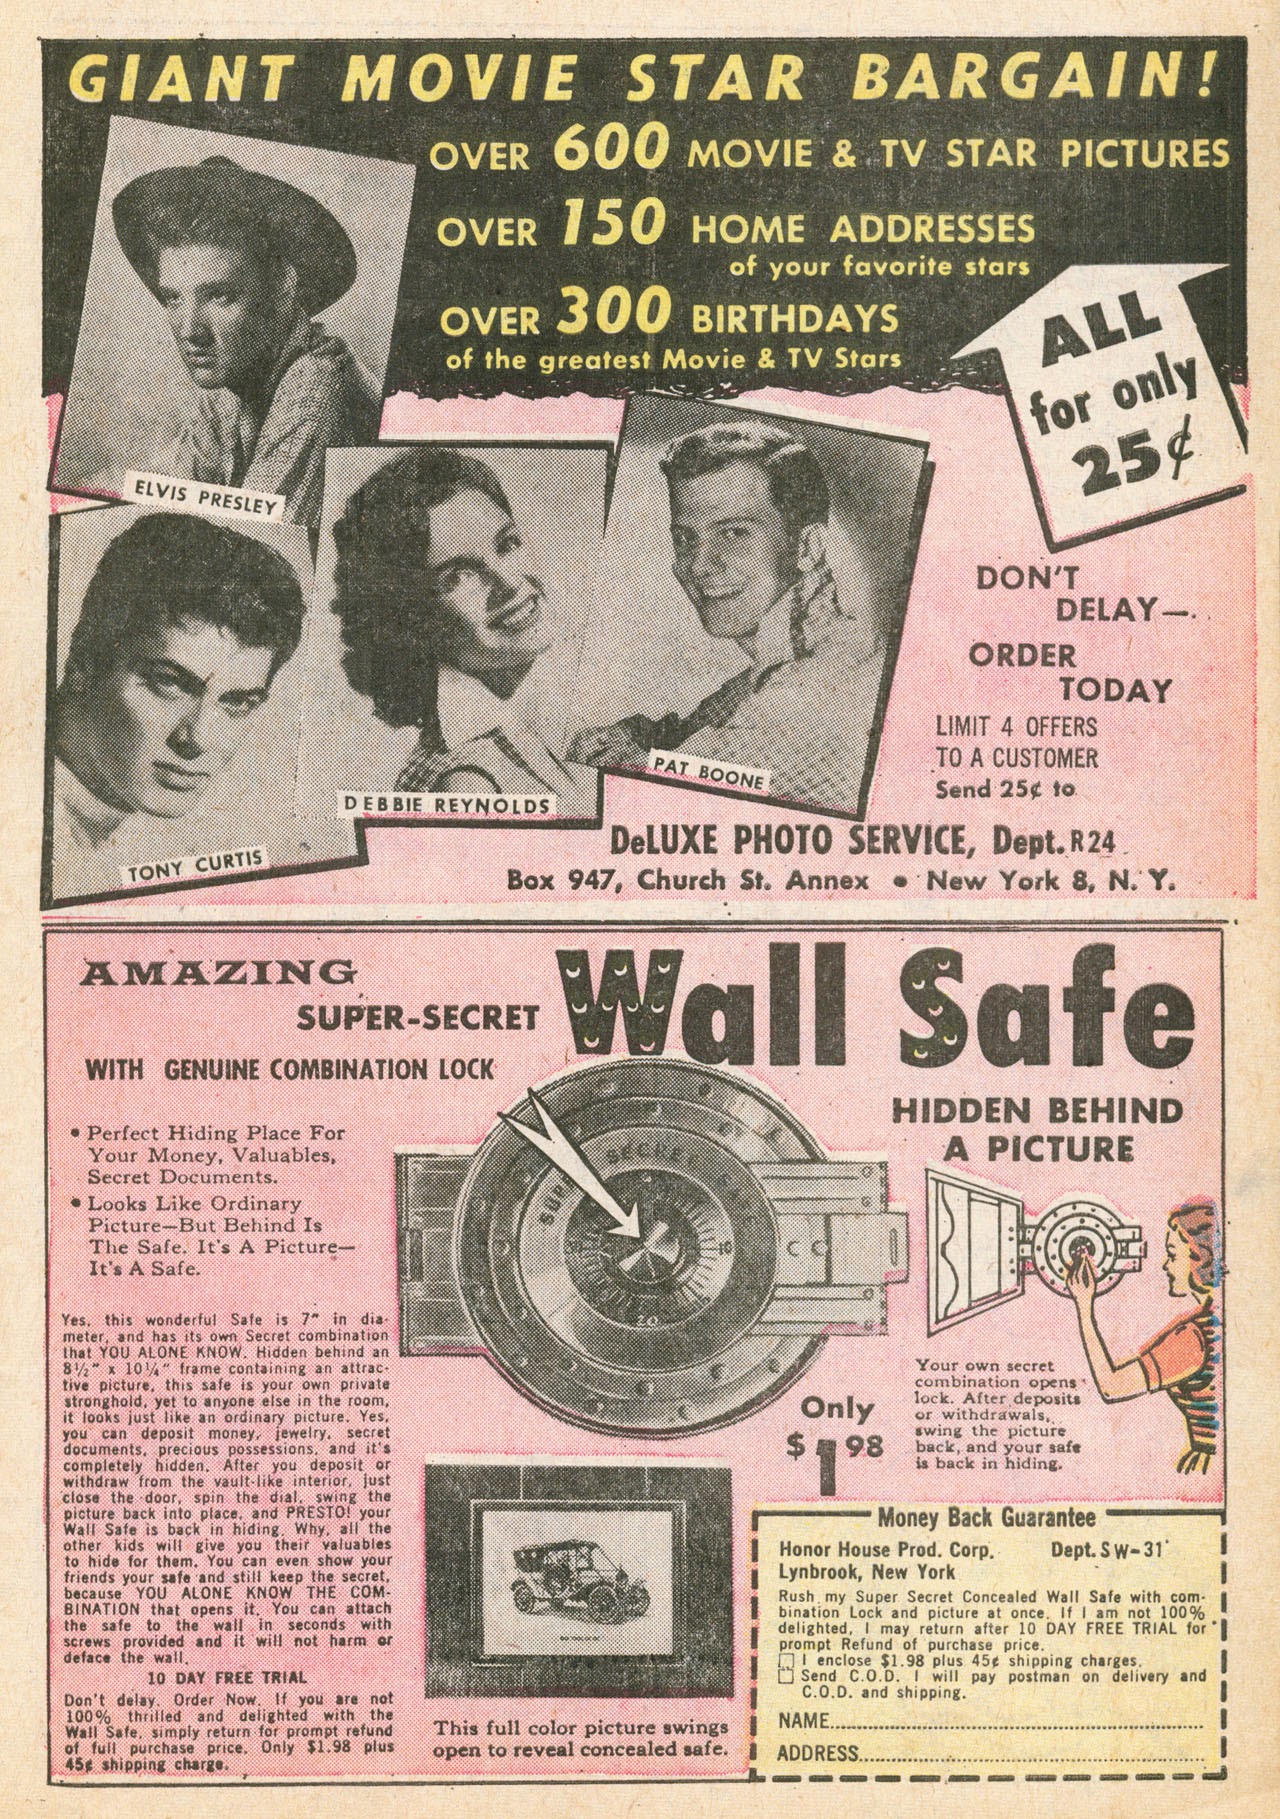 GIANT MOVIE STAR BARGAIN!
OVER 600 MOVIE & TV STAR PICTURES
OVER 150 HOME ADDRESSES
of your favorite stars
OVER 300 BIRTHDAYS
of the greatest Movie & TV Stars
ALL
for only
25¢
ELVIS PRESLEY
TONY CURTIS
DEBBIE REYNOLDS
PAT BOONE
DON'T
DELAY—
ORDER
TODAY
LIMIT 4 OFFERS
TO A CUSTOMER
Send 25¢ to
DeLUXE PHOTO SERVICE, Dept. R24
Box 947, Church St. Annex • New York 8, N. Y.
AMAZING
SUPER-SECRET
Wall Safe
WITH GENUINE COMBINATION LOCK
HIDDEN BEHIND
A PICTURE
• Perfect Hiding Place For
Your Money, Valuables,
Secret Documents.
• Looks Like Ordinary
Picture—But Behind Is
The Safe. It's A Picture—
It's A Safe.
SUPER SECRET SAFE
10
20
Yes, this wonderful Safe is 7" in dia-
meter, and has its own Secret combination
that YOU ALONE KNOW. Hidden behind an
8½" x 10¼" frame containing an attrac-
tive picture, this safe is your own private
stronghold, yet to anyone else in the room,
it looks just like an ordinary picture. Yes,
you can deposit money, jewelry, secret
documents, precious possessions, and it's
completely hidden. After you deposit or
withdraw from the vault-like interior, just
close the door, spin the dial, swing the
picture back into place, and PRESTO! your
Wall Safe is back in hiding. Why, all the
other kids will give you their valuables
to hide for them. You can even show your
friends your safe and still keep the secret,
because YOU ALONE KNOW THE COM-
BINATION that opens it. You can attach
the safe to the wall in seconds with
screws provided and it will not harm or
deface the wall.
10 DAY FREE TRIAL
Don't delay. Order Now. If you are not
100% thrilled and delighted with the
Wall Safe, simply return for prompt refund
of full purchase price. Only $1.98 plus
45¢ shipping charge.
Only
$1.98
Your own secret
combination opens
lock. After deposits
or withdrawals,
swing the picture
back, and your safe
is back in hiding.
This full color picture swings
open to reveal concealed safe.
Money Back Guarantee
Honor House Prod. Corp. Dept. SW-31
Lynbrook, New York
Rush my Super Secret Concealed Wall Safe with com-
bination Lock and picture at once. If I am not 100%
delighted, I may return after 10 DAY FREE TRIAL for
prompt Refund of purchase price.
□ I enclose $1.98 plus 45¢ shipping charges.
□ Send C.O.D. I will pay postman on delivery and
C.O.D. and shipping.
NAME
ADDRESS